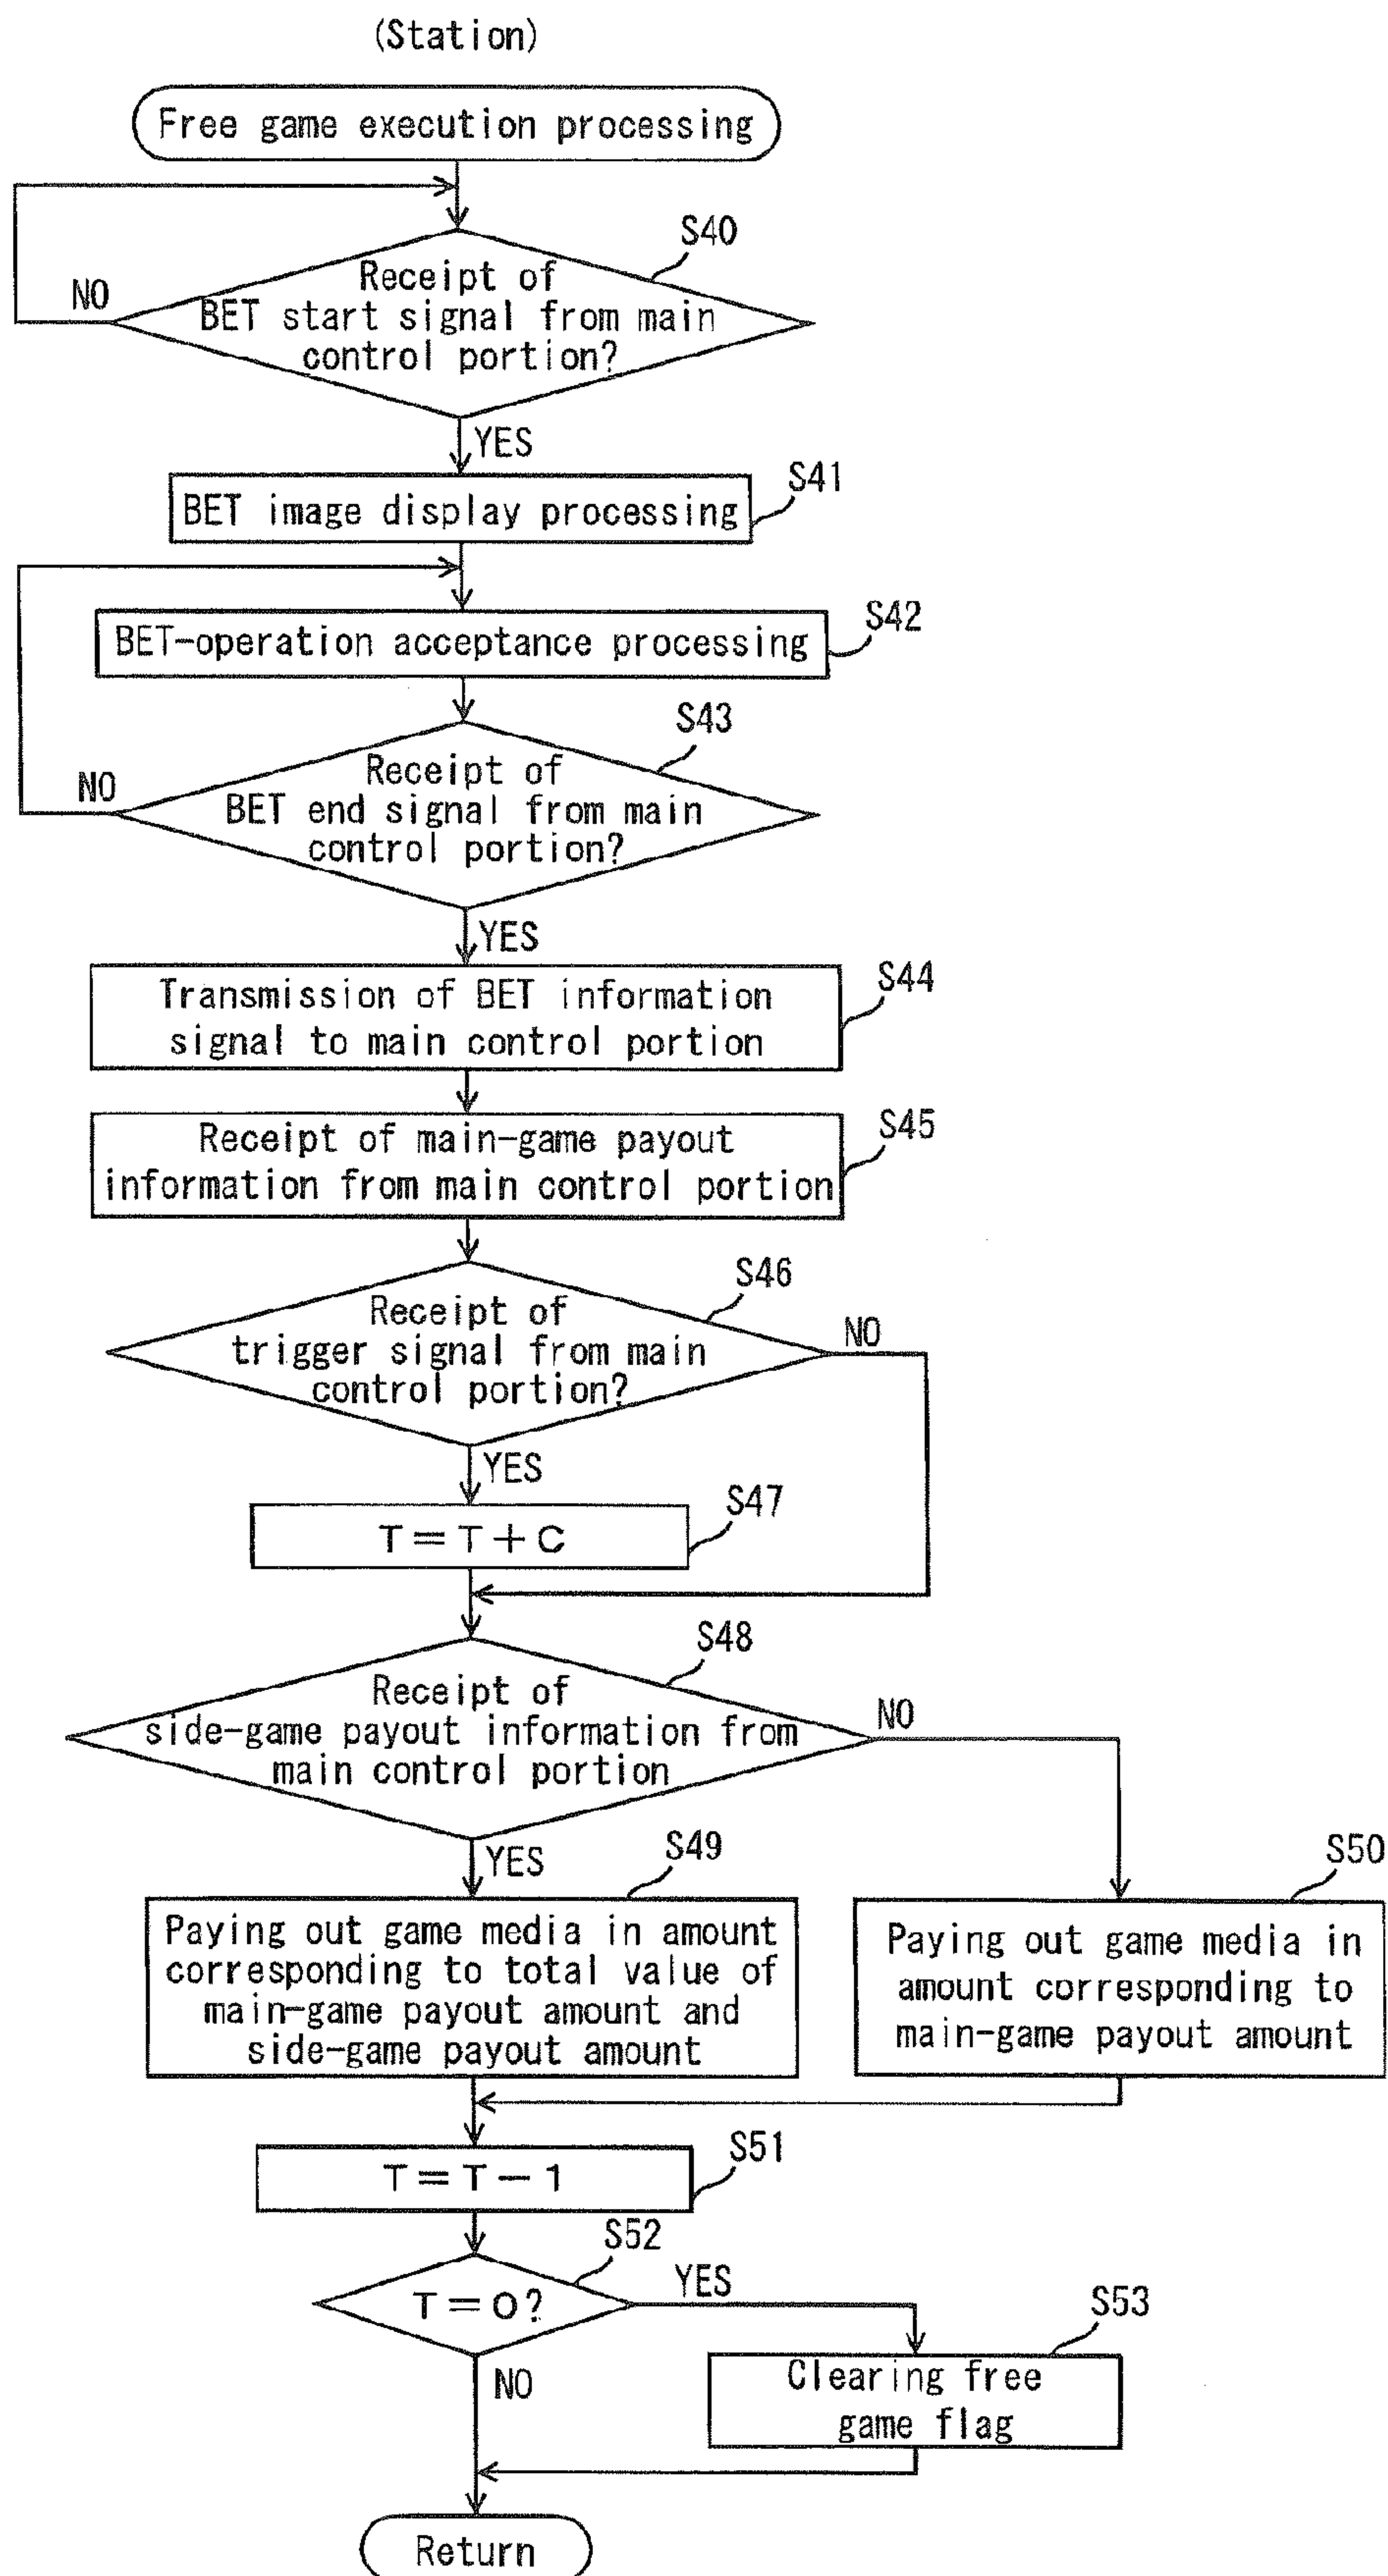 (Station)
Free game execution processing
S40
Receipt of
BET start signal from main
control portion?
NO
YES
S41
BET image display processing
S42
BET-operation acceptance processing
S43
Receipt of
BET end signal from main
control portion?
NO
YES
S44
Transmission of BET information
signal to main control portion
S45
Receipt of main-game payout
information from main control portion
S46
Receipt of
trigger signal from main
control portion?
NO
YES
S47
T=T+C
S48
Receipt of
side-game payout information from
main control portion
NO
YES
S49
Paying out game media in amount
corresponding to total value of
main-game payout amount and
side-game payout amount
S50
Paying out game media in
amount corresponding to
main-game payout amount
S51
T=T-1
S52
T=0?
YES
NO
S53
Clearing free
game flag
Return